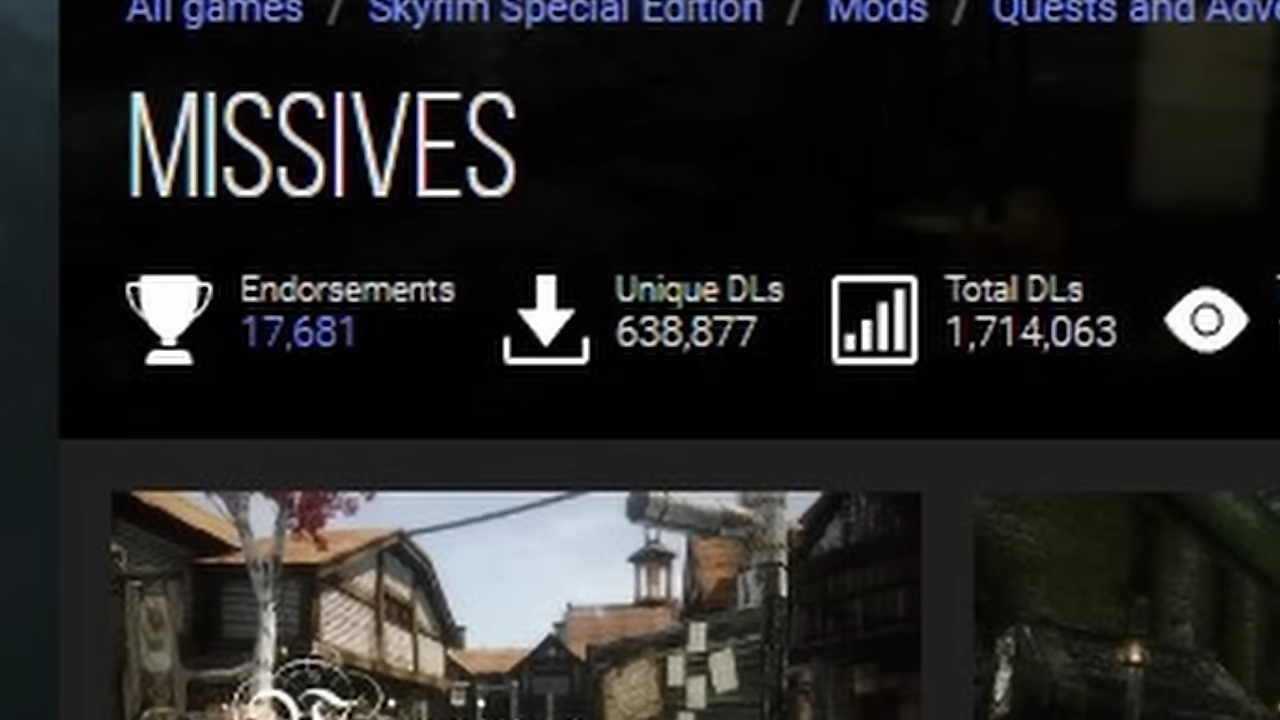 All games / Skyrim Special Edition / Mods / Quests and Adve
MISSIVES
Endorsements
17,681
Unique DLs
638,877
Total DLs
1,714,063